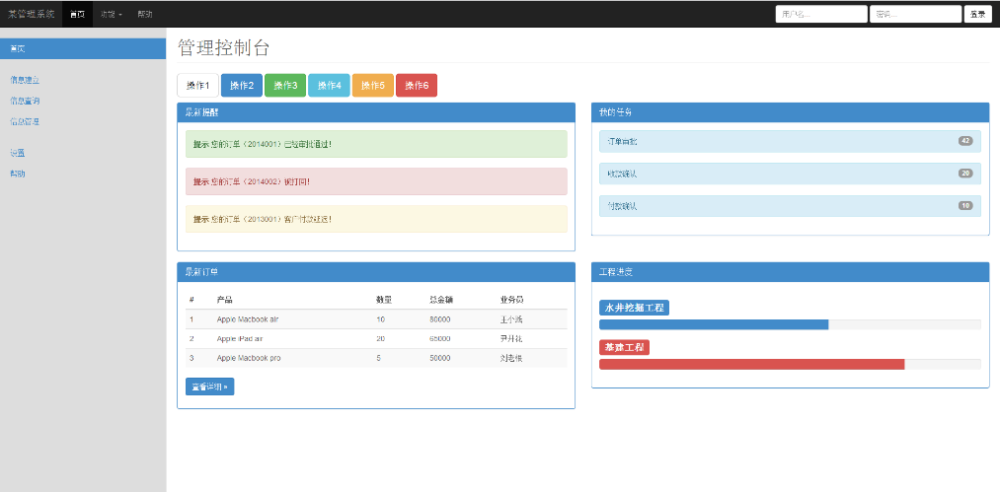 某管理系统 首页 功能 帮助 用户名... 密码... 登录
首页
信息建立
信息查询
信息管理
设置
帮助
管理控制台
操作1 操作2 操作3 操作4 操作5 操作6
最新提醒
提示 您的订单（2014001）已经审批通过！
提示 您的订单（2014002）被打回！
提示 您的订单（2013001）客户付款延迟！
我的任务
订单审批 42
收款确认 20
付款确认 10
最新订单
# 产品 数量 总金额 业务员
1 Apple Macbook air 10 80000
2 Apple iPad air 20 65000
3 Apple Macbook pro 5 50000 刘老根
查看详细 »
工程进度
水井挖掘工程
基建工程